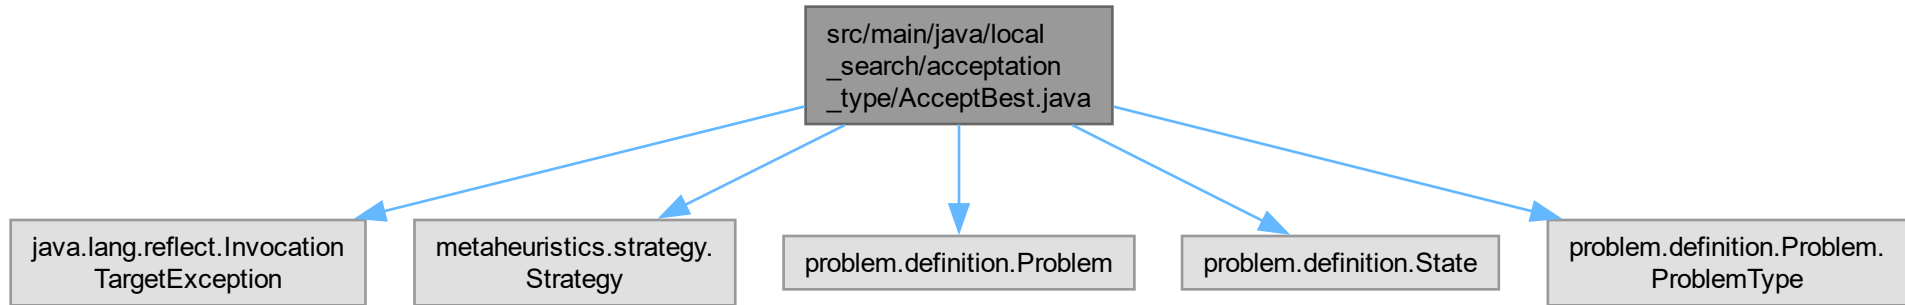 src/main/java/local
_search/acceptation
_type/AcceptBest.java
java.lang.reflect.Invocation
TargetException
metaheuristics.strategy.
Strategy
problem.definition.Problem
problem.definition.State
problem.definition.Problem.
ProblemType